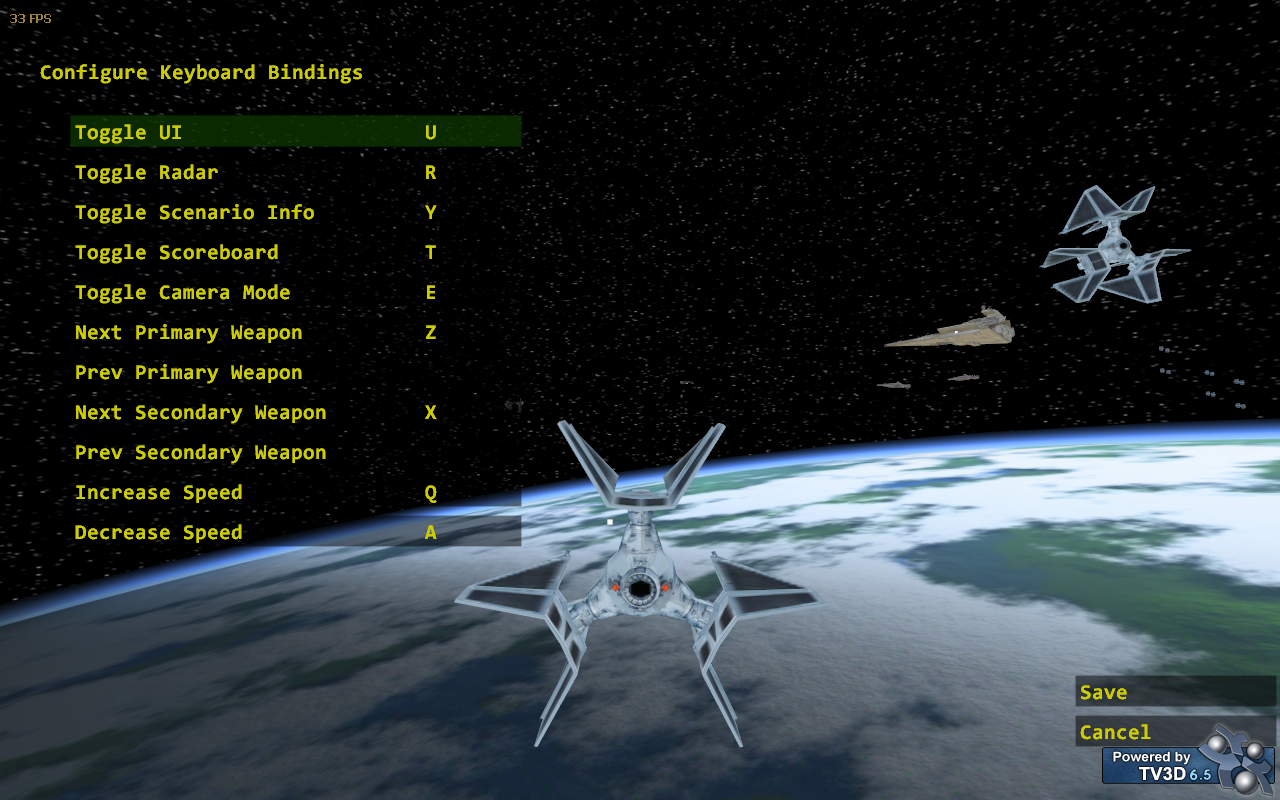 33 FPS
Configure Keyboard Bindings
Toggle UI U
Toggle Radar R
Toggle Scenario Info Y
Toggle Scoreboard T
Toggle Camera Mode E
Next Primary Weapon Z
Prev Primary Weapon
Next Secondary Weapon X
Prev Secondary Weapon
Increase Speed Q
Decrease Speed A
Save
Cancel
Powered by
TV3D 6.5